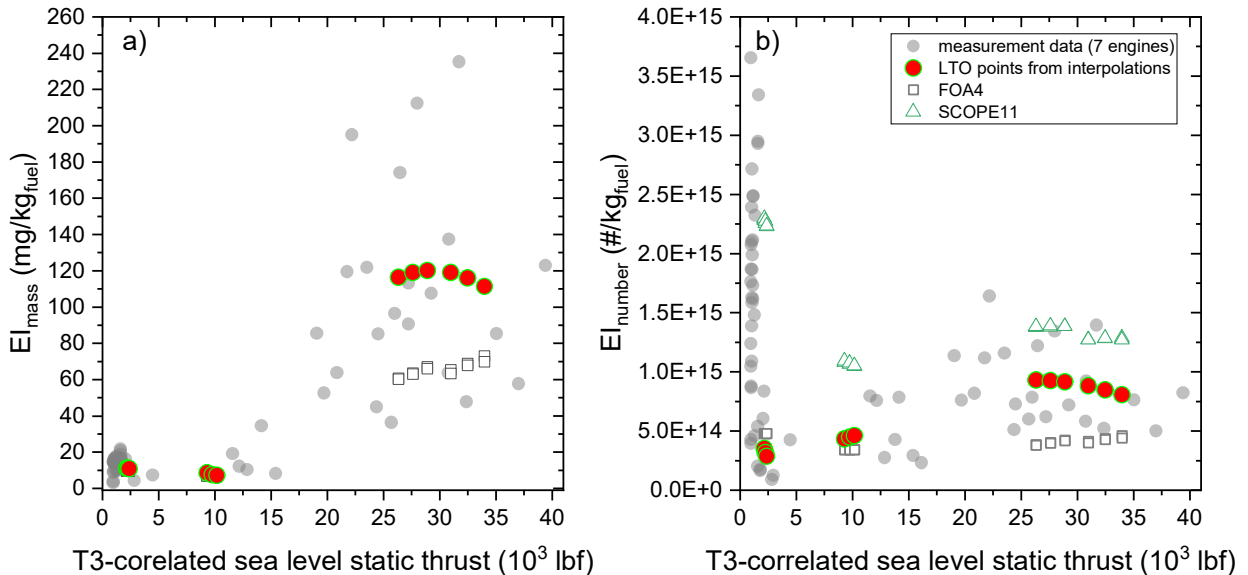 a)
260
240
220
200
180
160
140
120
100
80
60
40
20
0
EI_mass (mg/kg_fuel)
0 5 10 15 20 25 30 35 40
T3-corelated sea level static thrust (10³ lbf)
b)
measurement data (7 engines)
LTO points from interpolations
FOA4
SCOPE11
4.0E+15
3.5E+15
3.0E+15
2.5E+15
2.0E+15
1.5E+15
1.0E+15
5.0E+14
0.0E+0
EI_number (#/kg_fuel)
0 5 10 15 20 25 30 35 40
T3-correlated sea level static thrust (10³ lbf)